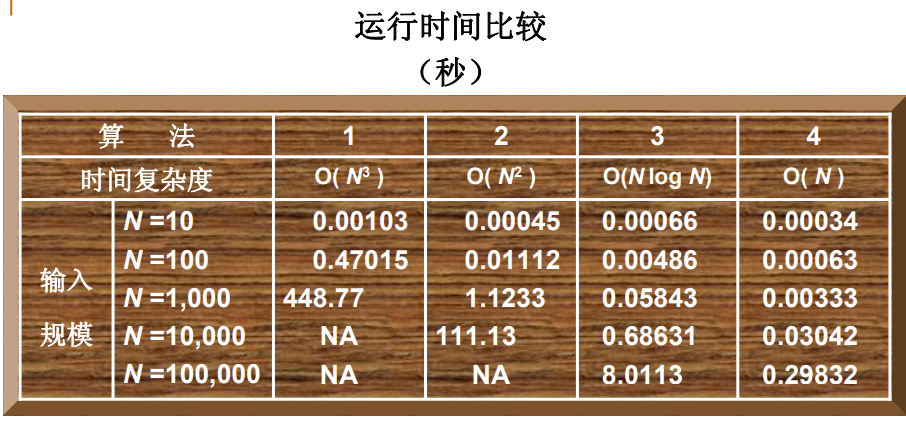 运行时间比较
（秒）
算 法 1 2 3 4
时间复杂度 O( N³ ) O( N² ) O(N log N) O( N )
输入规模
N =10 0.00103 0.00045 0.00066 0.00034
N =100 0.47015 0.01112 0.00486 0.00063
N =1,000 448.77 1.1233 0.05843 0.00333
N =10,000 NA 111.13 0.68631 0.03042
N =100,000 NA NA 8.0113 0.29832